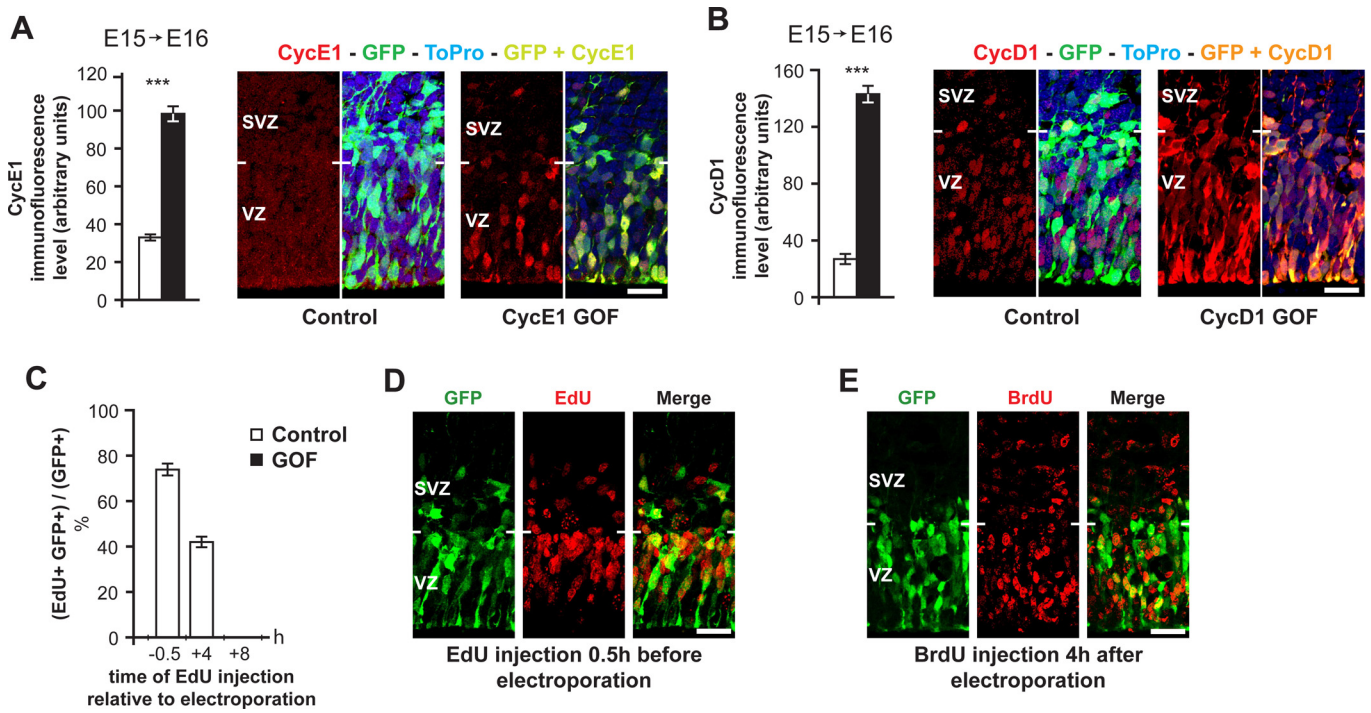 A
E15→E16
CycE1 - GFP - ToPro - GFP + CycE1
CycE1
immunofluorescence
level (arbitrary units)
120
100
80
60
40
20
0
***
SVZ
VZ
SVZ
VZ
Control
CycE1 GOF
B
E15→E16
CycD1 - GFP - ToPro - GFP + CycD1
CycD1
immunofluorescence
level (arbitrary units)
160
120
80
40
0
***
SVZ
VZ
SVZ
VZ
Control
CycD1 GOF
C
(EdU+ GFP+) / (GFP+)
%
100
80
60
40
20
0
Control
GOF
-0.5 +4 +8 h
time of EdU injection
relative to electroporation
D
GFP EdU Merge
SVZ
VZ
EdU injection 0.5h before
electroporation
E
GFP BrdU Merge
SVZ
VZ
BrdU injection 4h after
electroporation